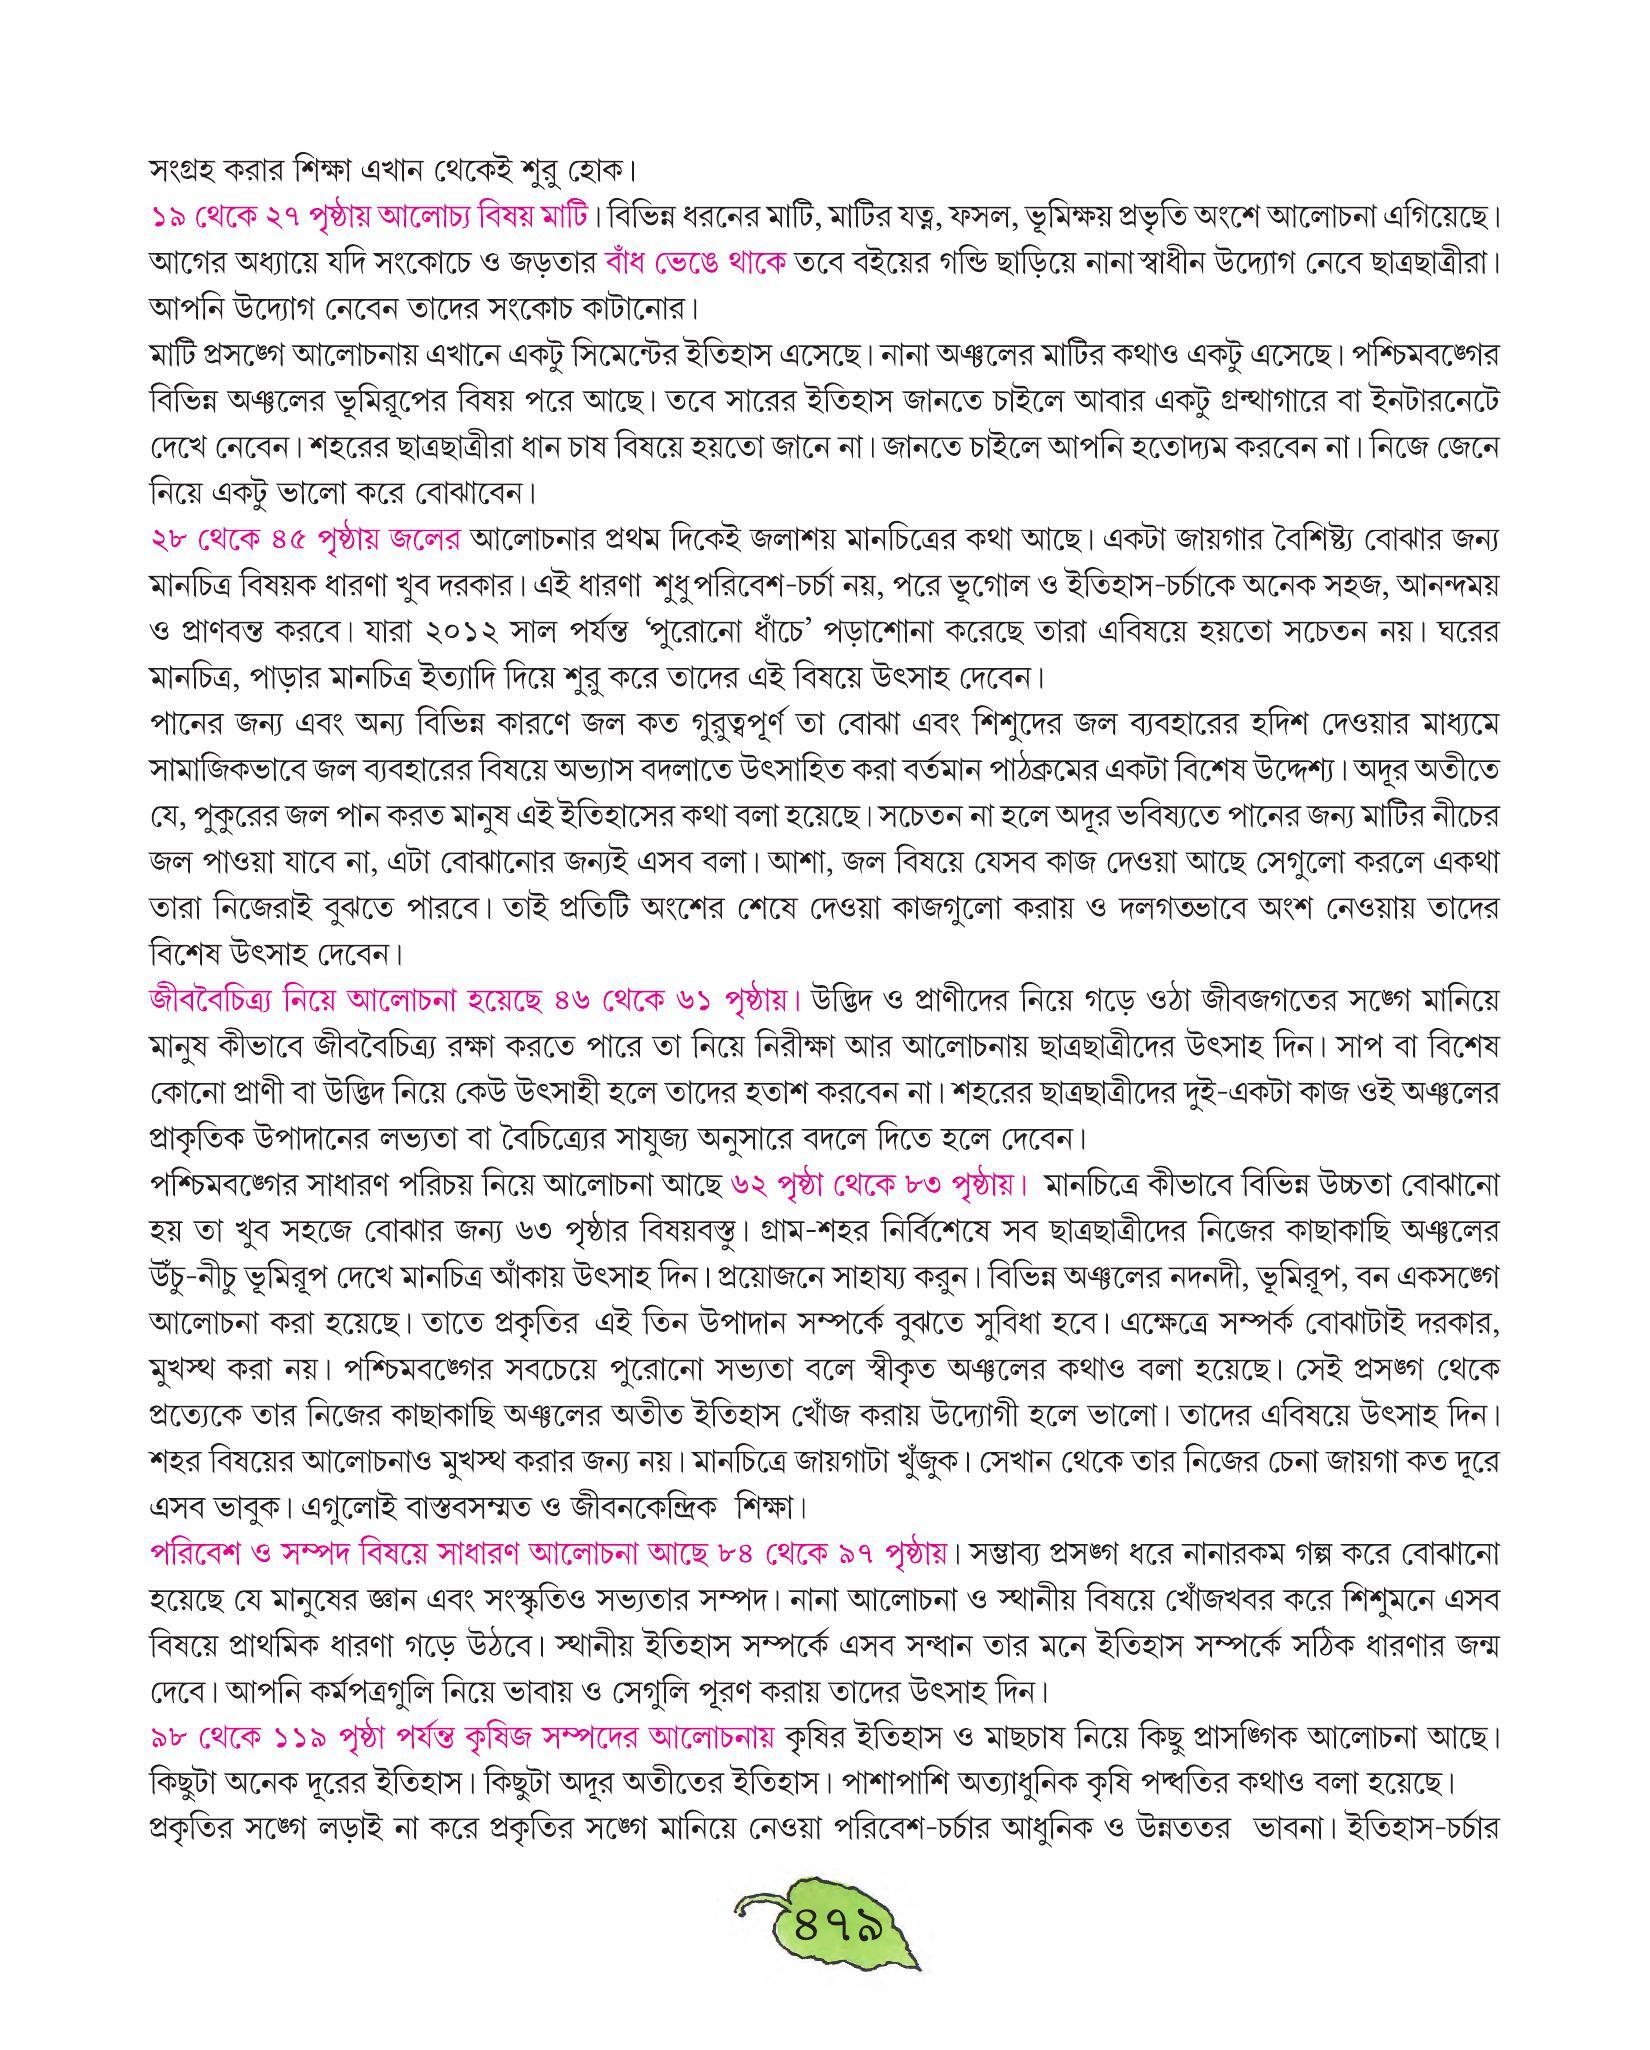 সংগ্রহ করার শিক্ষা এখান থেকেই শুরু হোক।
১৯ থেকে ২৭ পৃষ্ঠায় আলোচ্য বিষয় মাটি। বিভিন্ন ধরনের মাটি, মাটির যত্ন, ফসল, ভূমিক্ষয় প্রভৃতি অংশে আলোচনা এগিয়েছে।
আগের অধ্যায়ে যদি সংকোচে ও জড়তার বাঁধ ভেঙে থাকে তবে বইয়ের গন্ডি ছাড়িয়ে নানা স্বাধীন উদ্যোগ নেবে ছাত্রছাত্রীরা।
আপনি উদ্যোগ নেবেন তাদের সংকোচ কাটানোর।
মাটি প্রসঙ্গে আলোচনায় এখানে একটু সিমেন্টের ইতিহাস এসেছে। নানা অঞ্চলের মাটির কথাও একটু এসেছে। পশ্চিমবঙ্গের
বিভিন্ন অঞ্চলের ভূমিরূপের বিষয় পরে আছে। তবে সারের ইতিহাস জানতে চাইলে আবার একটু গ্রন্থাগারে বা ইনটারনেটে
দেখে নেবেন। শহরের ছাত্রছাত্রীরা ধান চাষ বিষয়ে হয়তো জানে না। জানতে চাইলে আপনি হতোদ্যম করবেন না। নিজে জেনে
নিয়ে একটু ভালো করে বোঝাবেন।
২৮ থেকে ৪৫ পৃষ্ঠায় জলের আলোচনার প্রথম দিকেই জলাশয় মানচিত্রের কথা আছে। একটা জায়গার বৈশিষ্ট্য বোঝার জন্য
মানচিত্র বিষয়ক ধারণা খুব দরকার। এই ধারণা শুধু পরিবেশ-চর্চা নয়, পরে ভূগোল ও ইতিহাস-চর্চাকে অনেক সহজ, আনন্দময়
ও প্রাণবন্ত করবে। যারা ২০১২ সাল পর্যন্ত ‘পুরোনো ধাঁচে’ পড়াশোনা করেছে তারা এবিষয়ে হয়তো সচেতন নয়। ঘরের
মানচিত্র, পাড়ার মানচিত্র ইত্যাদি দিয়ে শুরু করে তাদের এই বিষয়ে উৎসাহ দেবেন।
পানের জন্য এবং অন্য বিভিন্ন কারণে জল কত গুরুত্বপূর্ণ তা বোঝা এবং শিশুদের জল ব্যবহারের হদিশ দেওয়ার মাধ্যমে
সামাজিকভাবে জল ব্যবহারের বিষয়ে অভ্যাস বদলাতে উৎসাহিত করা বর্তমান পাঠক্রমের একটা বিশেষ উদ্দেশ্য। অদূর অতীতে
যে, পুকুরের জল পান করত মানুষ এই ইতিহাসের কথা বলা হয়েছে। সচেতন না হলে অদূর ভবিষ্যতে পানের জন্য মাটির নীচের
জল পাওয়া যাবে না, এটা বোঝানোর জন্যই এসব বলা। আশা, জল বিষয়ে যেসব কাজ দেওয়া আছে সেগুলো করলে একথা
তারা নিজেরাই বুঝতে পারবে। তাই প্রতিটি অংশের শেষে দেওয়া কাজগুলো করায় ও দলগতভাবে অংশ নেওয়ায় তাদের
বিশেষ উৎসাহ দেবেন।
জীববৈচিত্র্য নিয়ে আলোচনা হয়েছে ৪৬ থেকে ৬১ পৃষ্ঠায়। উদ্ভিদ ও প্রাণীদের নিয়ে গড়ে ওঠা জীবজগতের সঙ্গে মানিয়ে
মানুষ কীভাবে জীববৈচিত্র্য রক্ষা করতে পারে তা নিয়ে নিরীক্ষা আর আলোচনায় ছাত্রছাত্রীদের উৎসাহ দিন। সাপ বা বিশেষ
কোনো প্রাণী বা উদ্ভিদ নিয়ে কেউ উৎসাহী হলে তাদের হতাশ করবেন না। শহরের ছাত্রছাত্রীদের দুই-একটা কাজ ওই অঞ্চলের
প্রাকৃতিক উপাদানের লভ্যতা বা বৈচিত্র্যের সাযুজ্য অনুসারে বদলে দিতে হলে দেবেন।
পশ্চিমবঙ্গের সাধারণ পরিচয় নিয়ে আলোচনা আছে ৬২ পৃষ্ঠা থেকে ৮৩ পৃষ্ঠায়। মানচিত্রে কীভাবে বিভিন্ন উচ্চতা বোঝানো
হয় তা খুব সহজে বোঝার জন্য ৬৩ পৃষ্ঠার বিষয়বস্তু। গ্রাম-শহর নির্বিশেষে সব ছাত্রছাত্রীদের নিজের কাছাকাছি অঞ্চলের
উঁচু-নীচু ভূমিরূপ দেখে মানচিত্র আঁকায় উৎসাহ দিন। প্রয়োজনে সাহায্য করুন। বিভিন্ন অঞ্চলের নদনদী, ভূমিরূপ, বন একসঙ্গে
আলোচনা করা হয়েছে। তাতে প্রকৃতির এই তিন উপাদান সম্পর্কে বুঝতে সুবিধা হবে। এক্ষেত্রে সম্পর্ক বোঝাটাই দরকার,
মুখস্থ করা নয়। পশ্চিমবঙ্গের সবচেয়ে পুরোনো সভ্যতা বলে স্বীকৃত অঞ্চলের কথাও বলা হয়েছে। সেই প্রসঙ্গ থেকে
প্রত্যেকে তার নিজের কাছাকাছি অঞ্চলের অতীত ইতিহাস খোঁজ করায় উদ্যোগী হলে ভালো। তাদের এবিষয়ে উৎসাহ দিন।
শহর বিষয়ের আলোচনাও মুখস্থ করার জন্য নয়। মানচিত্রে জায়গাটা খুঁজুক। সেখান থেকে তার নিজের চেনা জায়গা কত দূরে
এসব ভাবুক। এগুলোই বাস্তবসম্মত ও জীবনকেন্দ্রিক শিক্ষা।
পরিবেশ ও সম্পদ বিষয়ে সাধারণ আলোচনা আছে ৮৪ থেকে ৯৭ পৃষ্ঠায়। সম্ভাব্য প্রসঙ্গ ধরে নানারকম গল্প করে বোঝানো
হয়েছে যে মানুষের জ্ঞান এবং সংস্কৃতিও সভ্যতার সম্পদ। নানা আলোচনা ও স্থানীয় বিষয়ে খোঁজখবর করে শিশুমনে এসব
বিষয়ে প্রাথমিক ধারণা গড়ে উঠবে। স্থানীয় ইতিহাস সম্পর্কে এসব সন্ধান তার মনে ইতিহাস সম্পর্কে সঠিক ধারণার জন্ম
দেবে। আপনি কর্মপত্রগুলি নিয়ে ভাবায় ও সেগুলি পূরণ করায় তাদের উৎসাহ দিন।
৯৮ থেকে ১১৯ পৃষ্ঠা পর্যন্ত কৃষিজ সম্পদের আলোচনায় কৃষির ইতিহাস ও মাছচাষ নিয়ে কিছু প্রাসঙ্গিক আলোচনা আছে।
কিছুটা অনেক দূরের ইতিহাস। কিছুটা অদূর অতীতের ইতিহাস। পাশাপাশি অত্যাধুনিক কৃষি পদ্ধতির কথাও বলা হয়েছে।
প্রকৃতির সঙ্গে লড়াই না করে প্রকৃতির সঙ্গে মানিয়ে নেওয়া পরিবেশ-চর্চার আধুনিক ও উন্নততর ভাবনা। ইতিহাস-চর্চার
৪৭৯